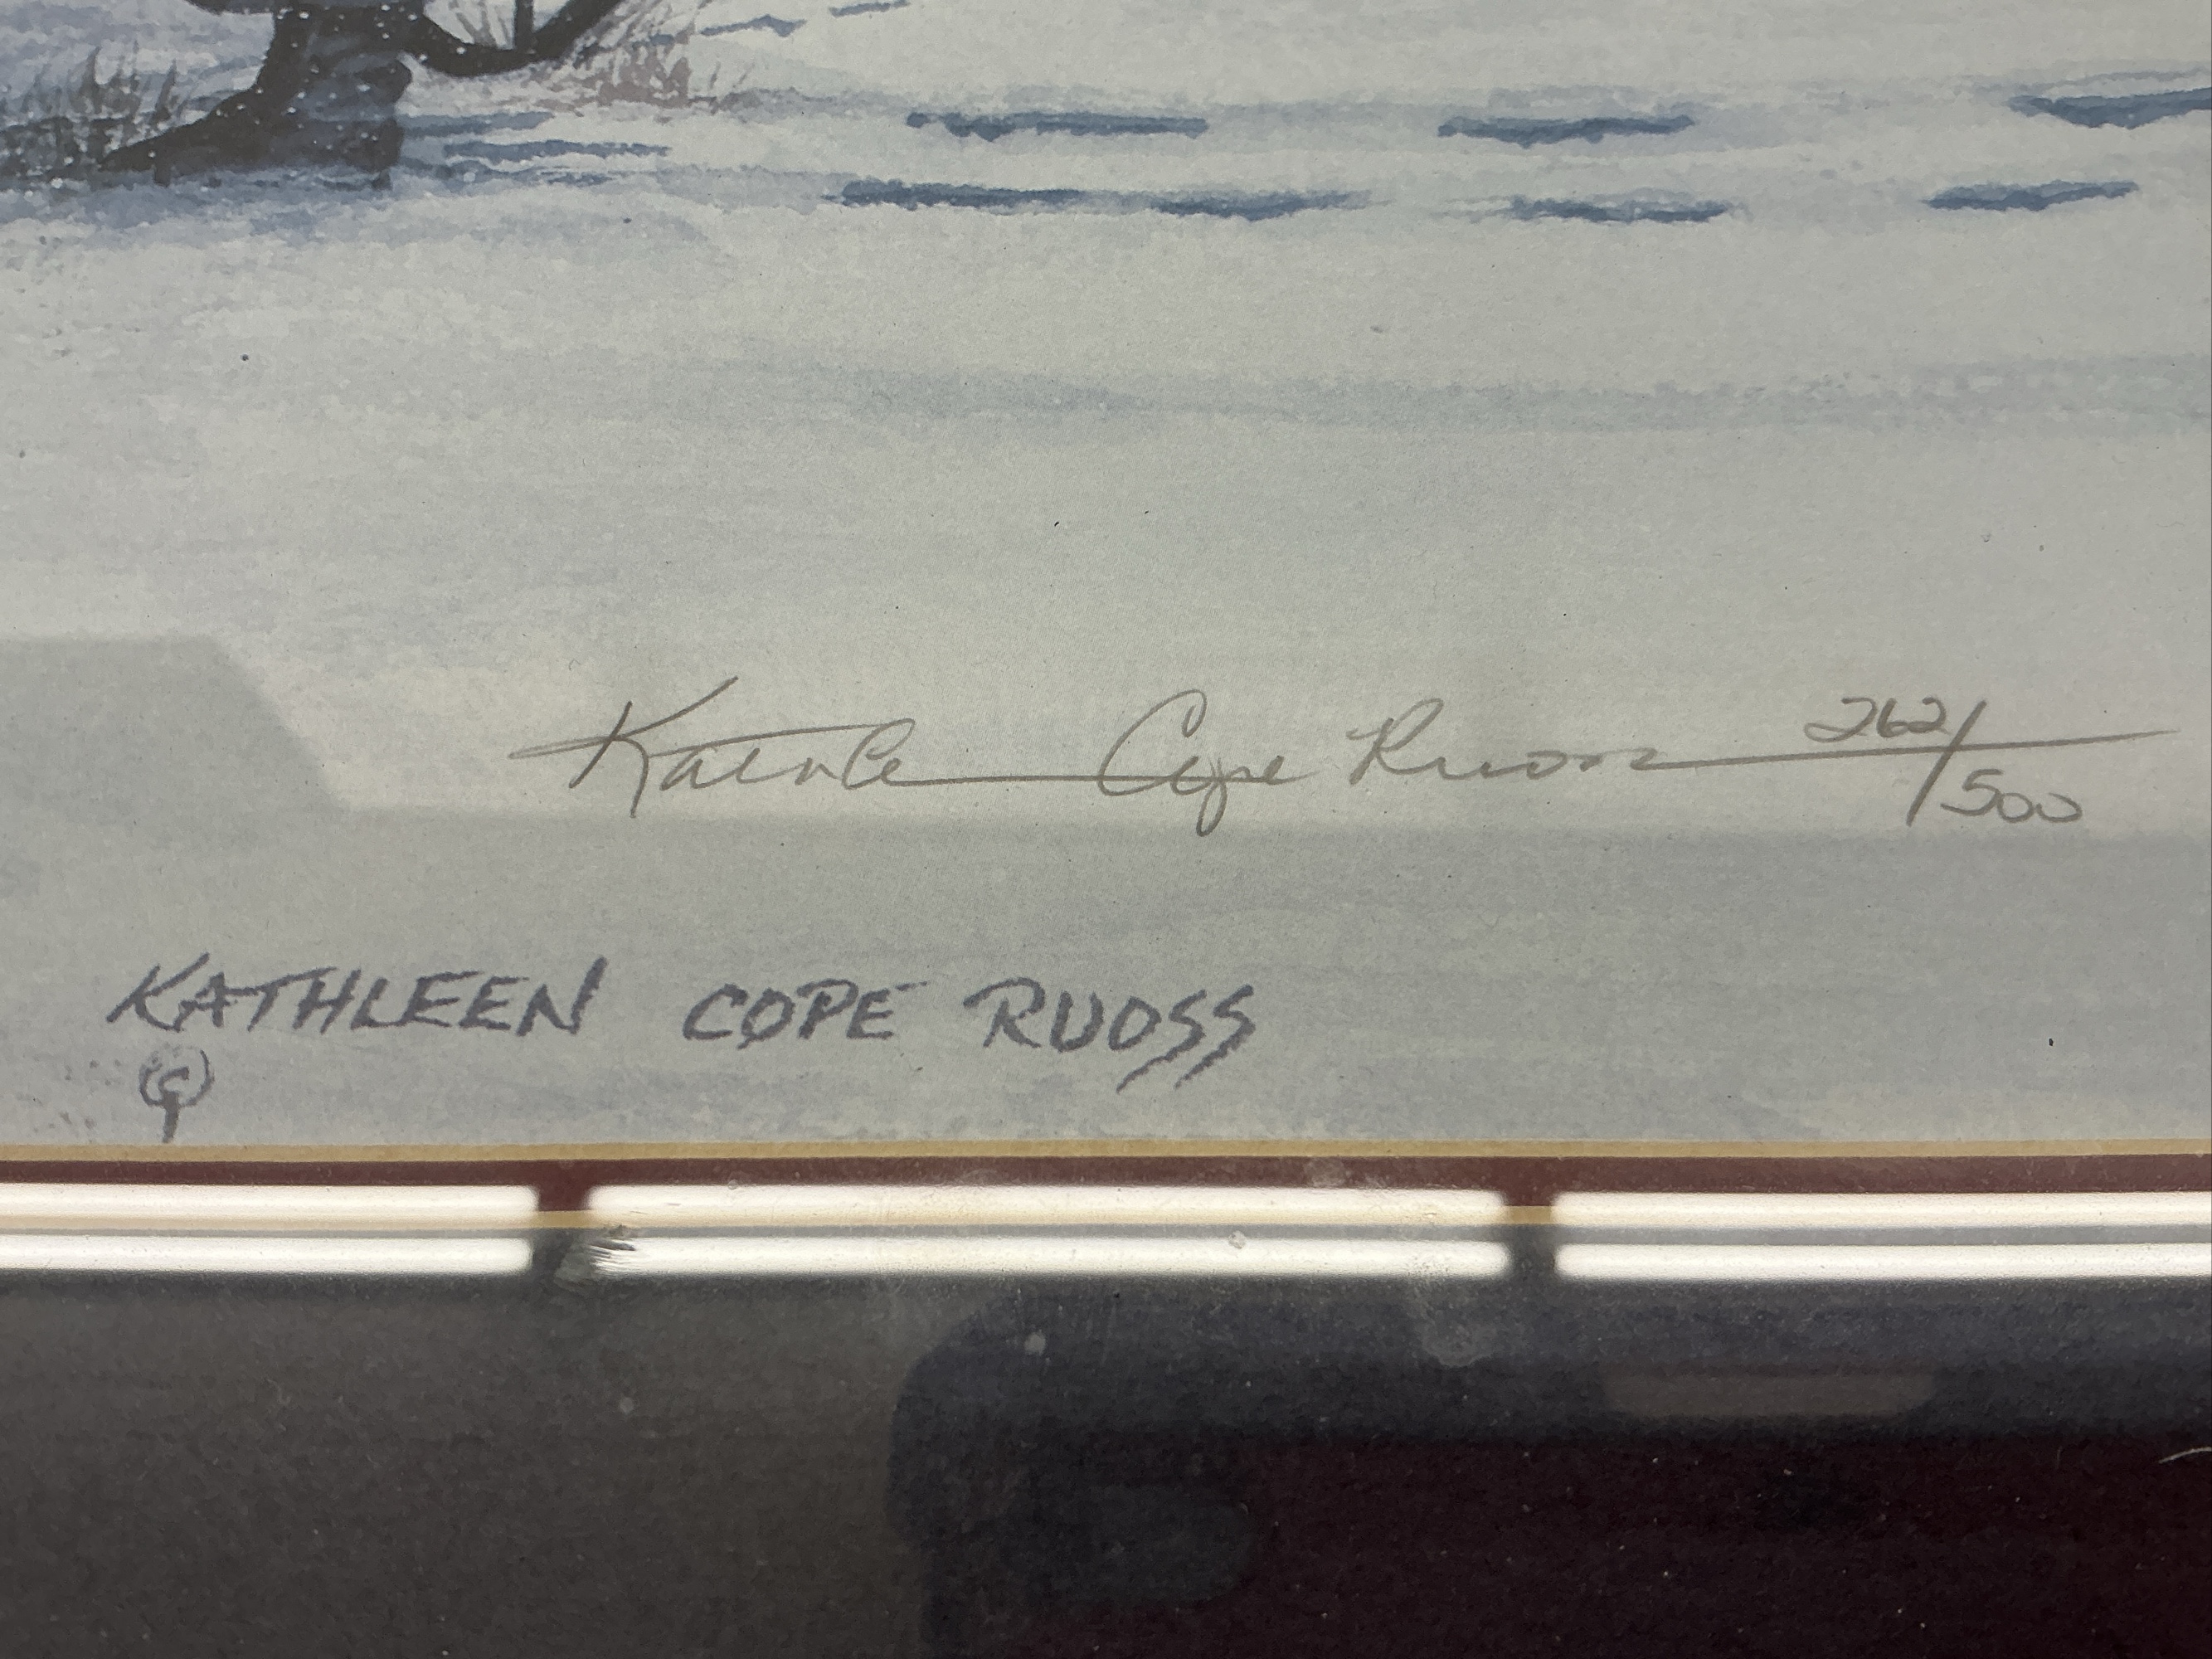 Kathleen Cope Ruoss 262/500
KATHLEEN COPE RUOSS